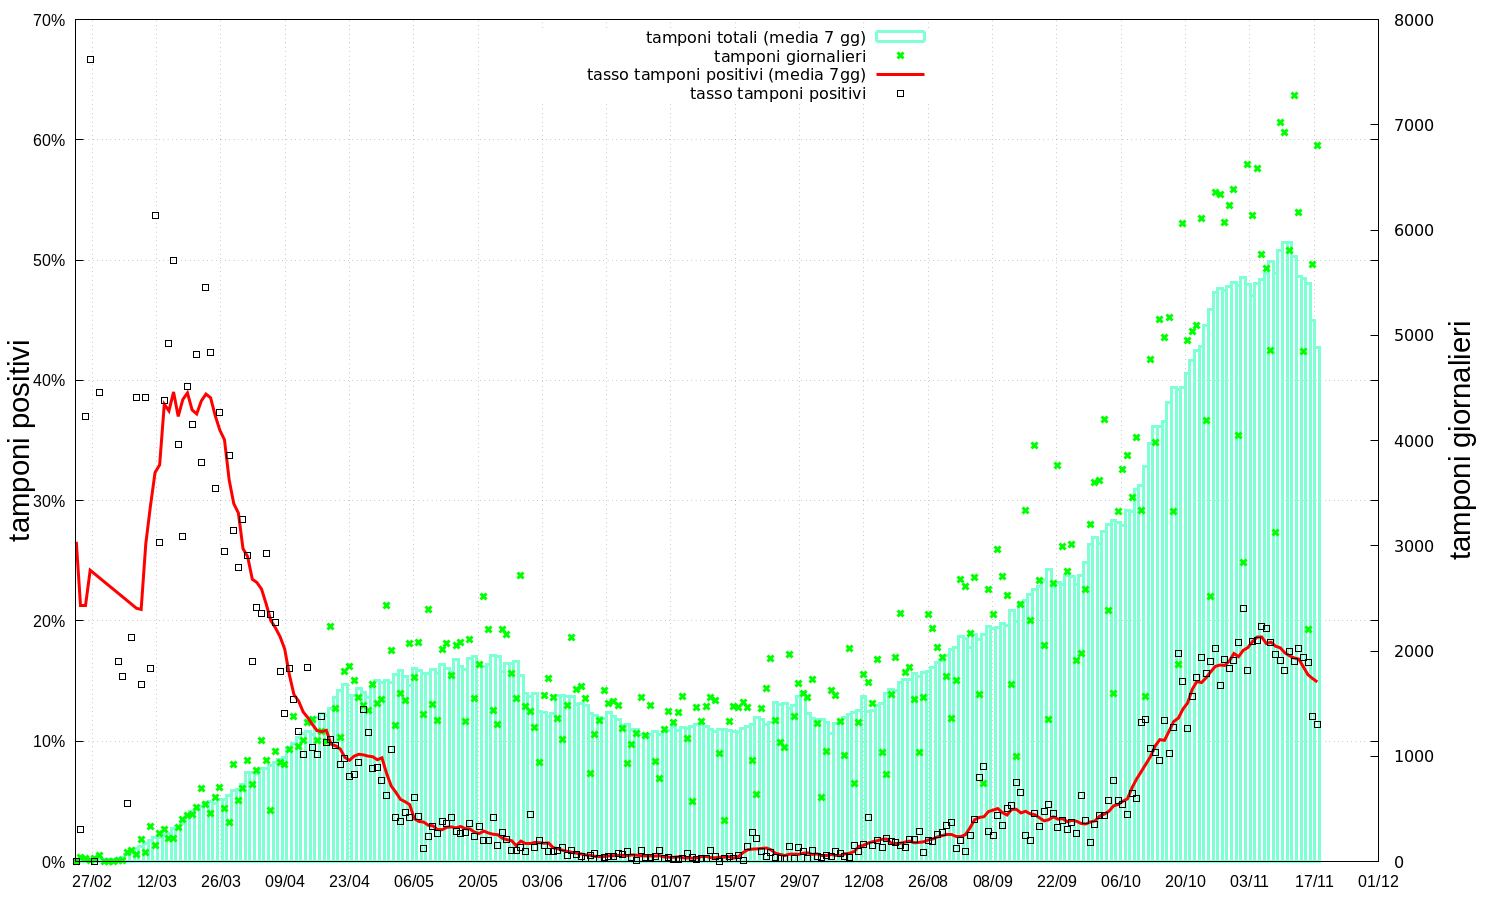 70%
60%
50%
40%
30%
20%
10%
0%
tamponi positivi
tamponi totali (media 7 gg)
tamponi giornalieri
tasso tamponi positivi (media 7gg)
tasso tamponi positivi
8000
7000
6000
5000
4000
3000
2000
1000
0
tamponi giornalieri
27/02 12/03 26/03 09/04 23/04 06/05 20/05 03/06 17/06 01/07 15/07 29/07 12/08 26/08 08/09 22/09 06/10 20/10 03/11 17/11 01/12